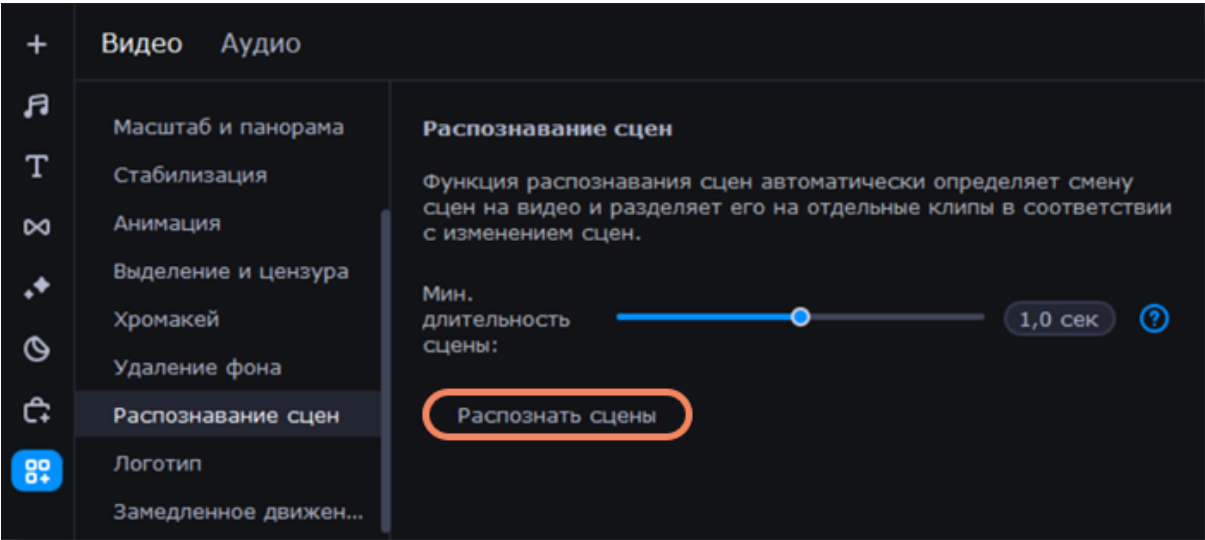 Видео Аудио
Масштаб и панорама
Стабилизация
Анимация
Выделение и цензура
Хромакей
Удаление фона
Распознавание сцен
Логотип
Замедленное движен...
Распознавание сцен
Функция распознавания сцен автоматически определяет смену
сцен на видео и разделяет его на отдельные клипы в соответствии
с изменением сцен.
Мин.
длительность
сцены:
1,0 сек ?
Распознать сцены